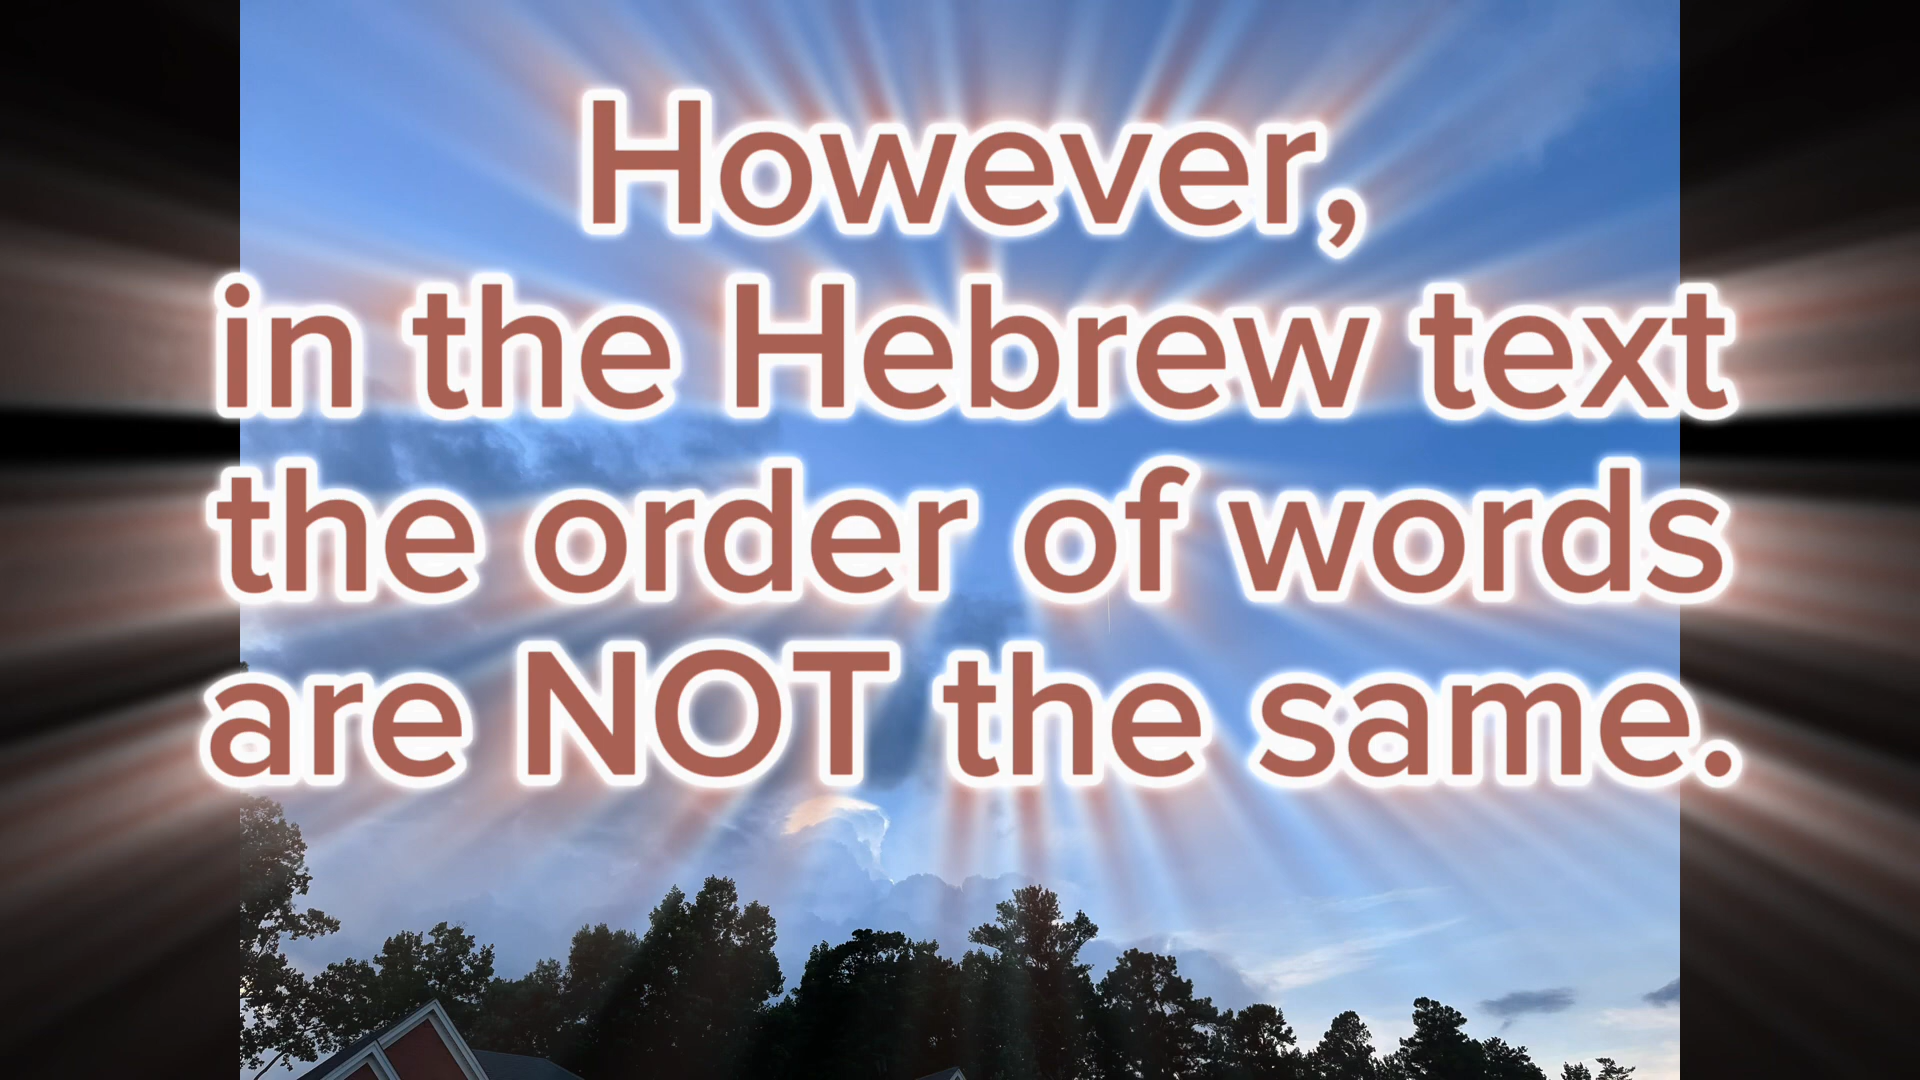 However,
in the Hebrew text
the order of words
are NOT the same.